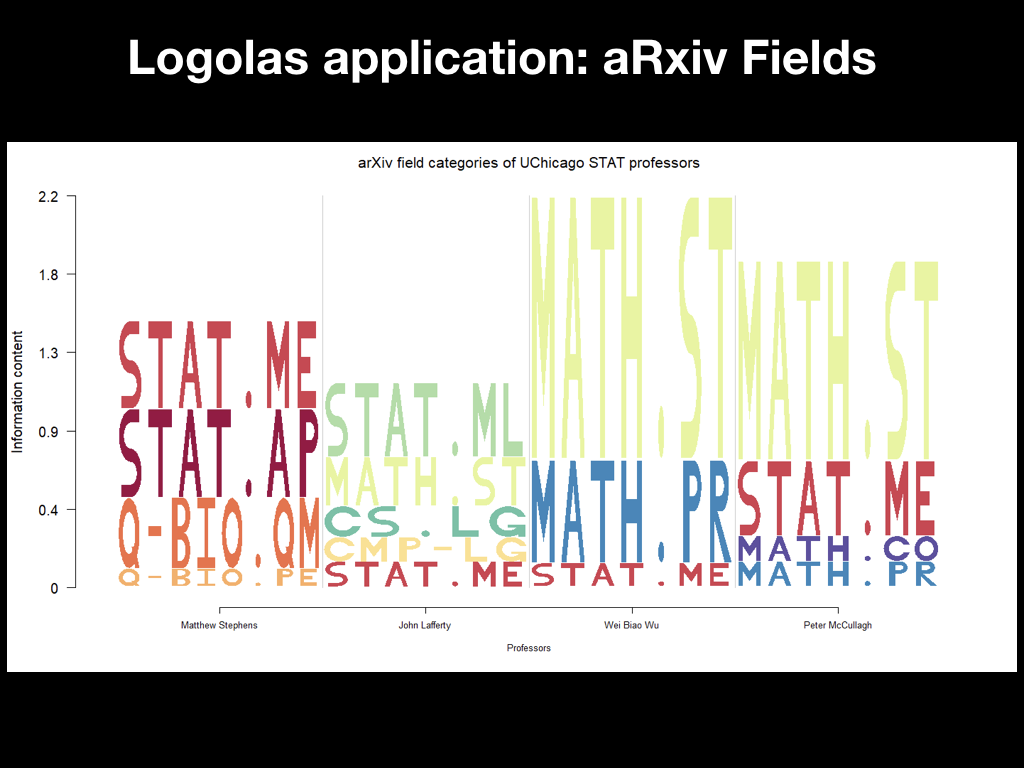 Logolas application: aRxiv Fields
arXiv field categories of UChicago STAT professors
Information content
2.2
1.8
1.3
0.9
0.4
0
STAT.ME
STAT.AP
Q-BIO.QM
Q-BIO.PE
STAT.ML
MATH.ST
CS.LG
CMP-LG
STAT.ME
MATH.ST
MATH.PR
STAT.ME
MATH.ST
STAT.ME
MATH.CO
MATH.PR
Matthew Stephens
John Lafferty
Wei Biao Wu
Peter McCullagh
Professors